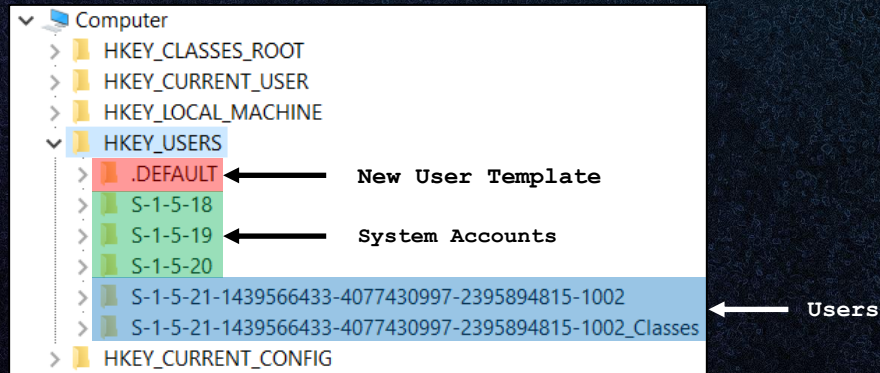 Computer
HKEY_CLASSES_ROOT
HKEY_CURRENT_USER
HKEY_LOCAL_MACHINE
HKEY_USERS
.DEFAULT New User Template
S-1-5-18
S-1-5-19 System Accounts
S-1-5-20
S-1-5-21-1439566433-4077430997-2395894815-1002
Users
S-1-5-21-1439566433-4077430997-2395894815-1002_Classes
HKEY_CURRENT_CONFIG